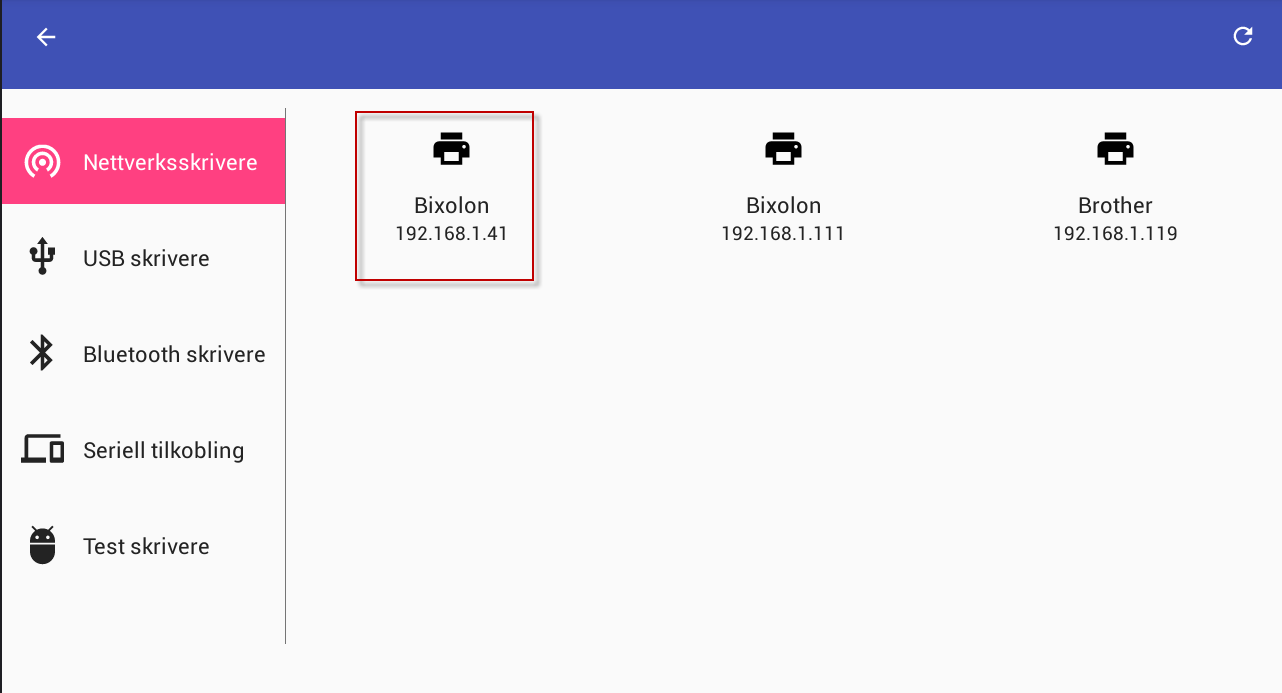 Nettverksskrivere
USB skrivere
Bluetooth skrivere
Seriell tilkobling
Test skrivere
Bixolon
192.168.1.41
Bixolon
192.168.1.111
Brother
192.168.1.119